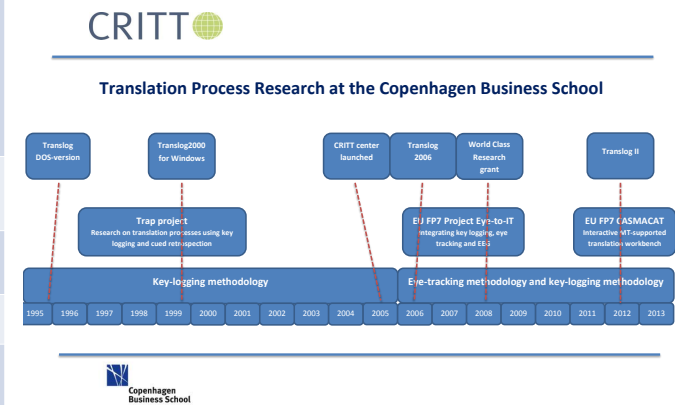 CRITT
Translation Process Research at the Copenhagen Business School
Translog
DOS-version
Translog2000
for Windows
CRITT center
launched
Translog
2006
World Class
Research
grant
Translog II
Trap project
Research on translation processes using key
logging and cued retrospection
EU FP7 Project Eye-to-IT
Integrating key logging, eye
tracking and EEG
EU FP7 CASMACAT
Interactive MT-supported
translation workbench
Key-logging methodology
Eye-tracking methodology and key-logging methodology
1995 1996 1997 1998 1999 2000 2001 2002 2003 2004 2005 2006 2007 2008 2009 2010 2011 2012 2013
Copenhagen
Business School